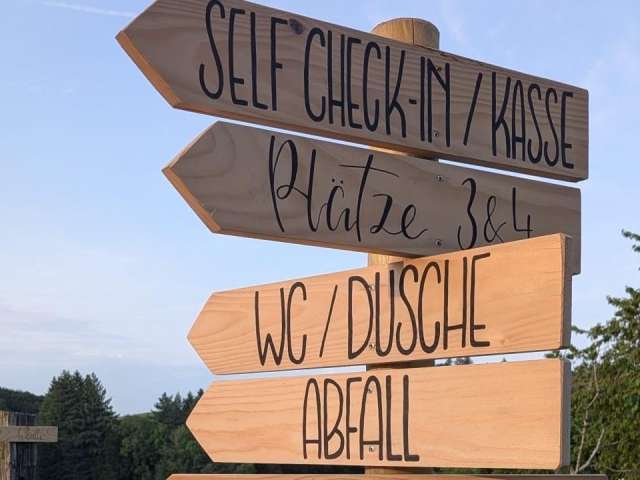 SELF CHECK-IN / KASSE
Plätze 3 & 4
WC / DUSCHE
ABFALL